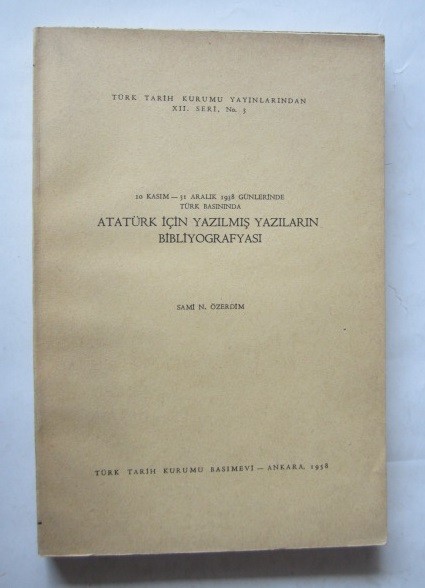 TÜRK TARİH KURUMU YAYINLARINDAN
XII. SERİ, No. 5
10 KASIM — 31 ARALIK 1938 GÜNLERİNDE
TÜRK BASININDA
ATATÜRK İÇİN YAZILMIŞ YAZILARIN
BİBLİYOGRAFYASI
SAMİ N. ÖZERDİM
TÜRK TARİH KURUMU BASIMEVİ — ANKARA, 1958